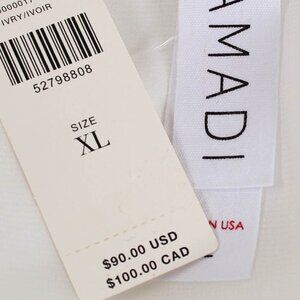 IVRY/IVOIR
52798808
SIZE
XL
$90.00 USD
$100.00 CAD
AMADI
N USA